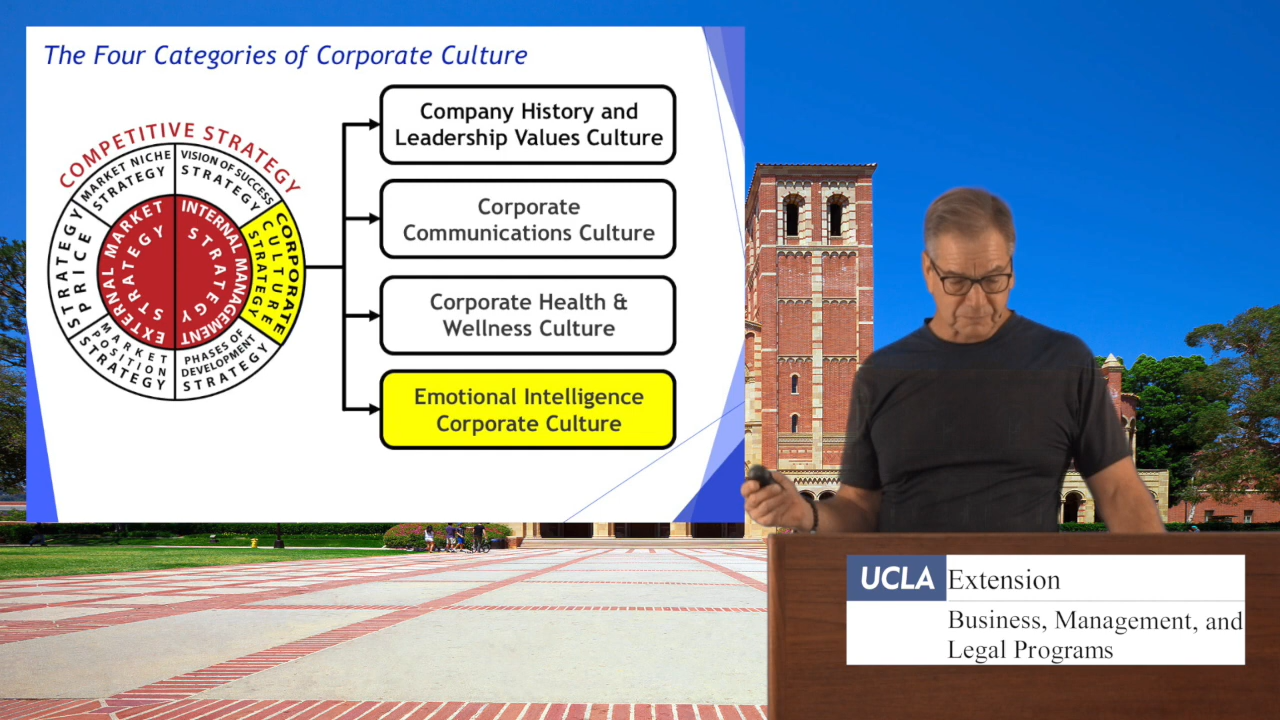 The Four Categories of Corporate Culture
COMPETITIVE STRATEGY
MARKET NICHE
STRATEGY
VISION OF SUCCESS
STRATEGY
STRATEGY
PRICE
EXTERNAL MARKET
STRATEGY
INTERNAL MANAGEMENT
STRATEGY
CORPORATE
CULTURE
STRATEGY
MARKET
POSITION
STRATEGY
PHASES OF
DEVELOPMENT
STRATEGY
Company History and
Leadership Values Culture
Corporate
Communications Culture
Corporate Health &
Wellness Culture
Emotional Intelligence
Corporate Culture
UCLA Extension
Business, Management, and
Legal Programs